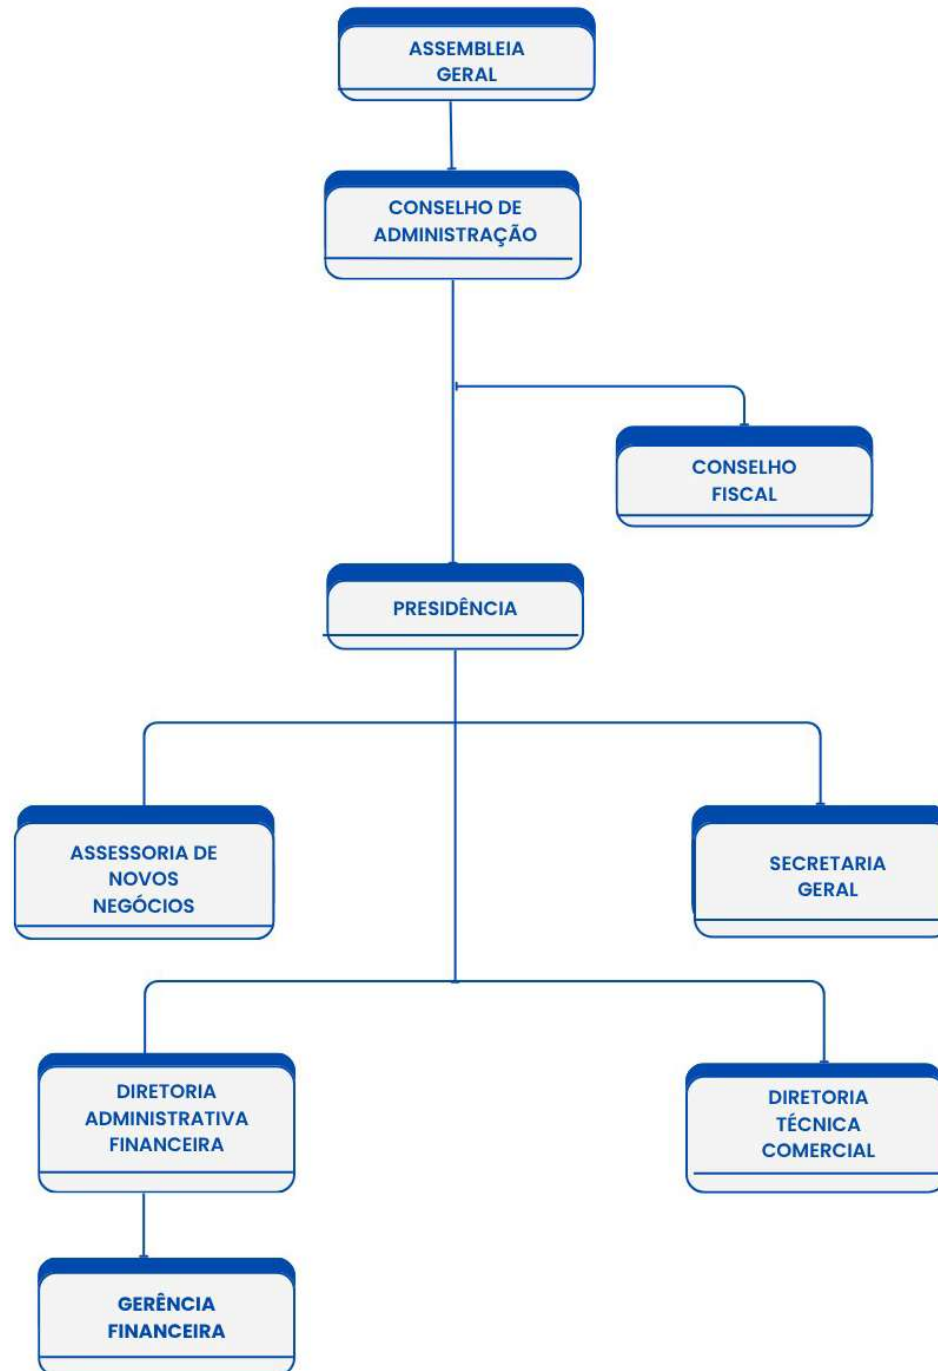 ASSEMBLEIA
GERAL
CONSELHO DE
ADMINISTRAÇÃO
CONSELHO
FISCAL
PRESIDÊNCIA
ASSESSORIA DE
NOVOS
NEGÓCIOS
SECRETARIA
GERAL
DIRETORIA
ADMINISTRATIVA
FINANCEIRA
DIRETORIA
TÉCNICA
COMERCIAL
GERÊNCIA
FINANCEIRA